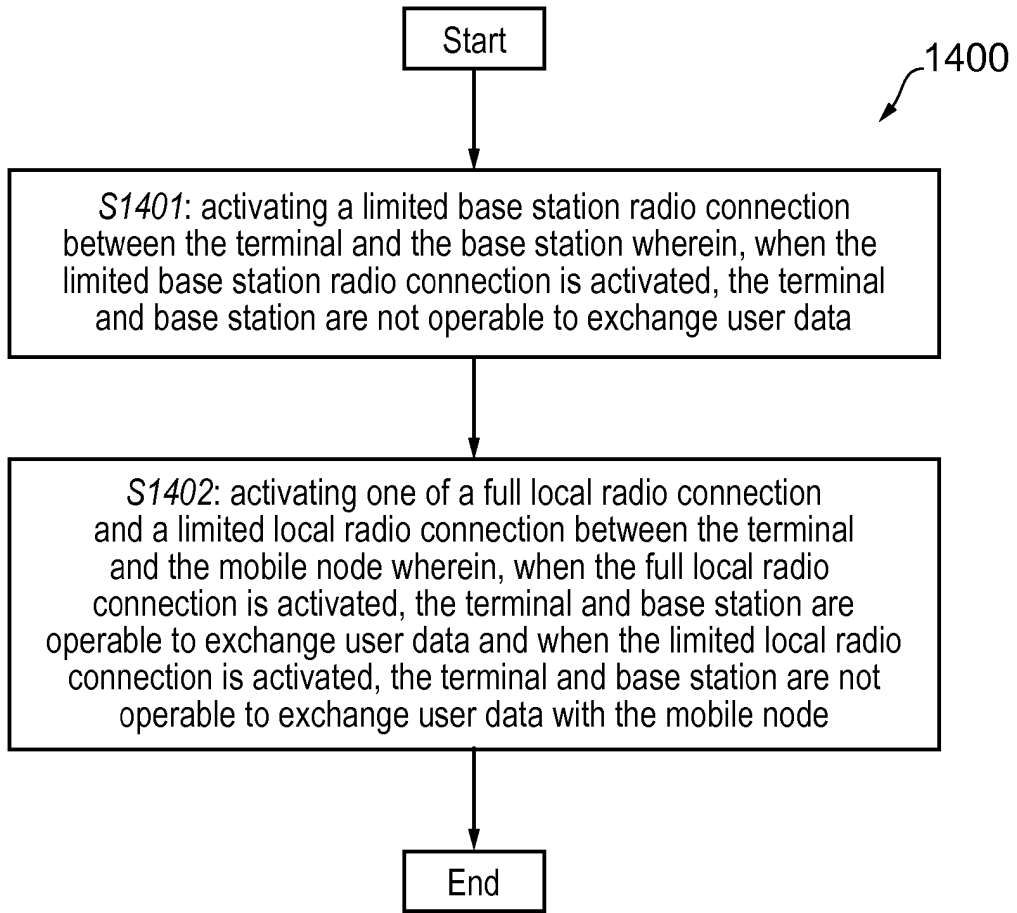 Start
1400
S1401: activating a limited base station radio connection
between the terminal and the base station wherein, when the
limited base station radio connection is activated, the terminal
and base station are not operable to exchange user data
S1402: activating one of a full local radio connection
and a limited local radio connection between the terminal
and the mobile node wherein, when the full local radio
connection is activated, the terminal and base station are
operable to exchange user data and when the limited local radio
connection is activated, the terminal and base station are not
operable to exchange user data with the mobile node
End